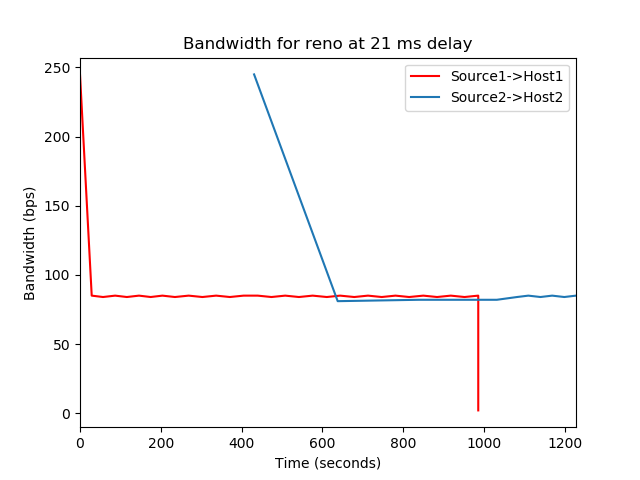 Bandwidth for reno at 21 ms delay
Source1->Host1
Source2->Host2
Bandwidth (bps)
250
200
150
100
50
0
0 200 400 600 800 1000 1200
Time (seconds)